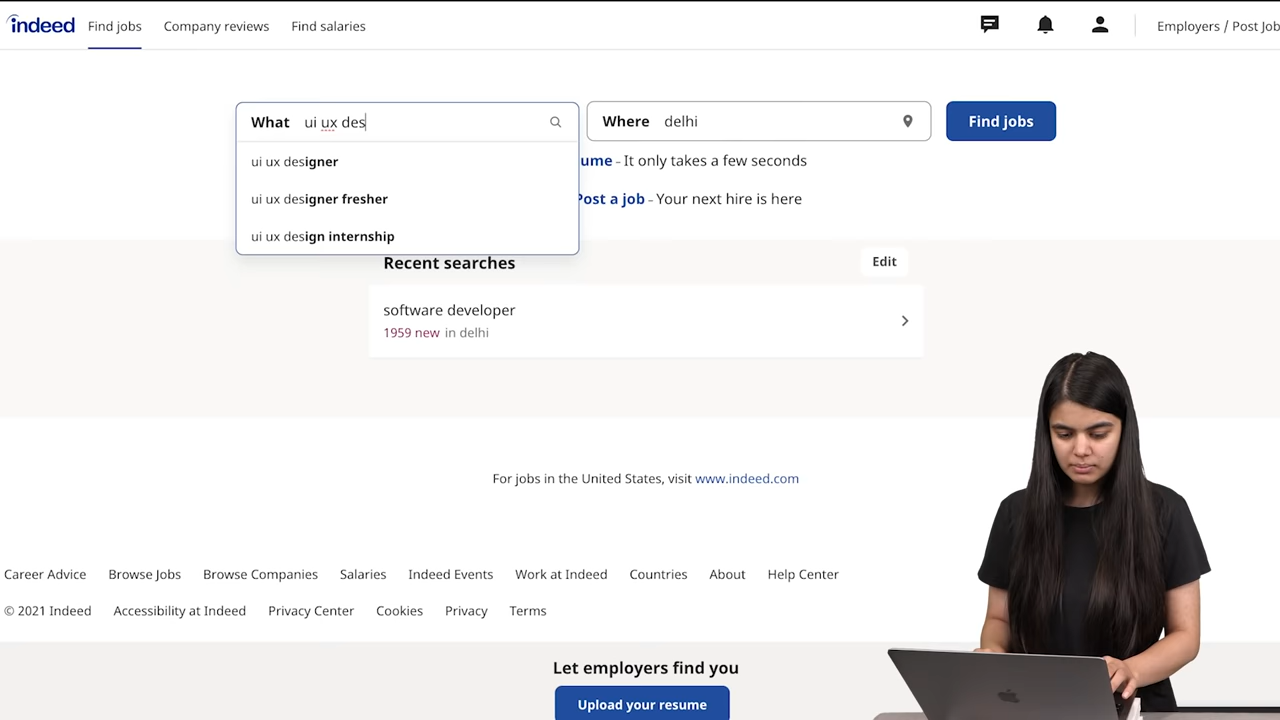 indeed Find jobs Company reviews Find salaries Employers / Post Job
What ui ux des Where delhi Find jobs
ui ux designer
ume - It only takes a few seconds
ui ux designer fresher
Post a job - Your next hire is here
ui ux design internship
Recent searches Edit
software developer
1959 new in delhi
For jobs in the United States, visit www.indeed.com
Career Advice Browse Jobs Browse Companies Salaries Indeed Events Work at Indeed Countries About Help Center
© 2021 Indeed Accessibility at Indeed Privacy Center Cookies Privacy Terms
Let employers find you
Upload your resume